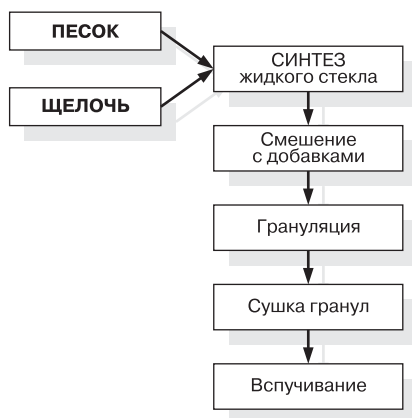 ПЕСОК
ЩЕЛОЧЬ
СИНТЕЗ
жидкого стекла
Смешение
с добавками
Грануляция
Сушка гранул
Вспучивание